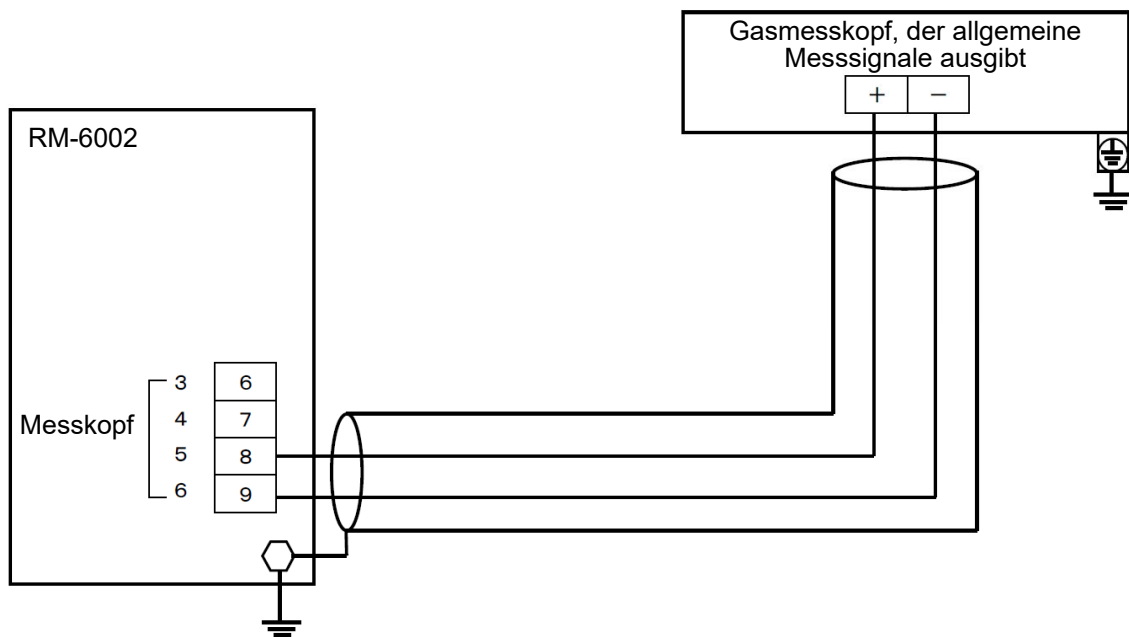 Gasmesskopf, der allgemeine
Messsignale ausgibt
+ −
RM-6002
Messkopf
3 6
4 7
5 8
6 9